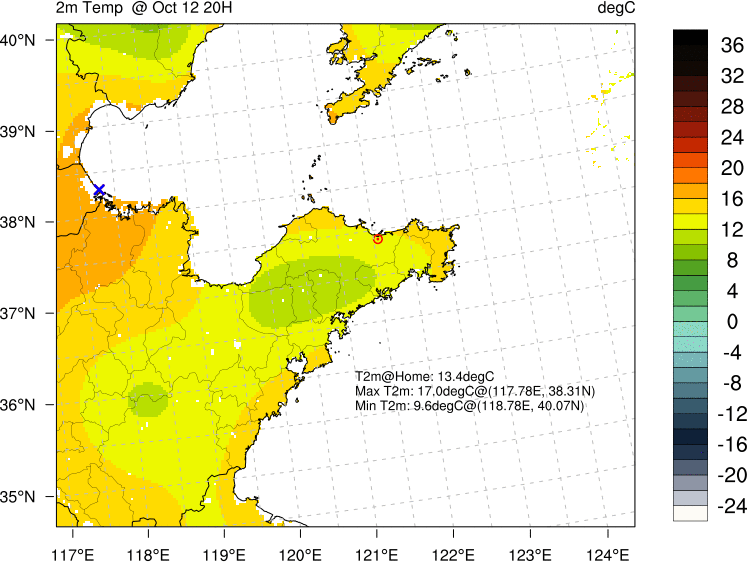 2m Temp @ Oct 12 20H
degC
40°N
39°N
38°N
37°N
36°N
35°N
T2m@Home: 13.4degC
Max T2m: 17.0degC@(117.78E, 38.31N)
Min T2m: 9.6degC@(118.78E, 40.07N)
117°E 118°E 119°E 120°E 121°E 122°E 123°E 124°E
36
32
28
24
20
16
12
8
4
0
-4
-8
-12
-16
-20
-24